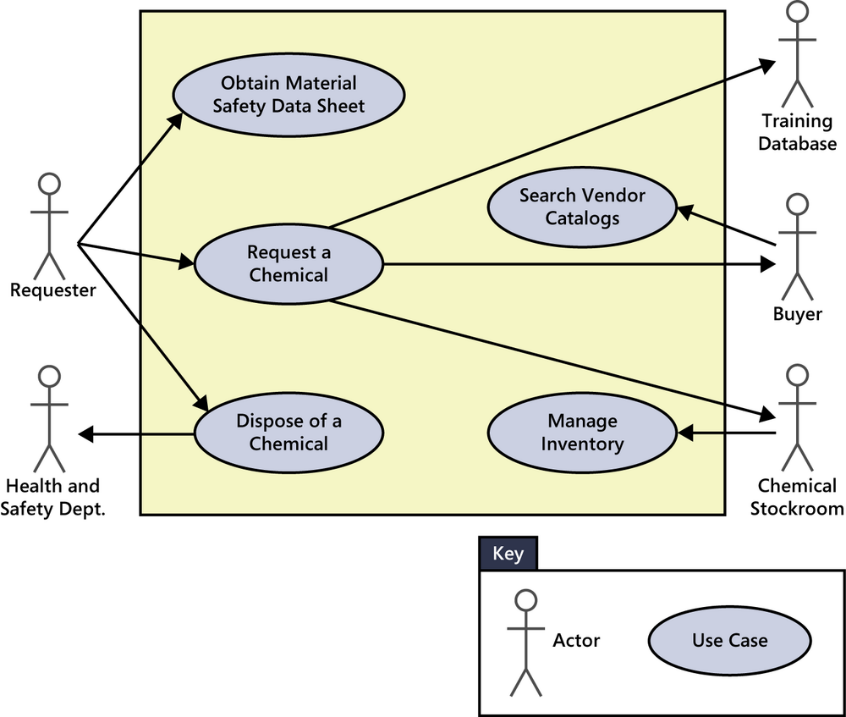 Obtain Material
Safety Data Sheet
Training
Database
Search Vendor
Catalogs
Request a
Chemical
Requester
Buyer
Dispose of a
Chemical
Manage
Inventory
Health and
Safety Dept.
Chemical
Stockroom
Key
Actor
Use Case